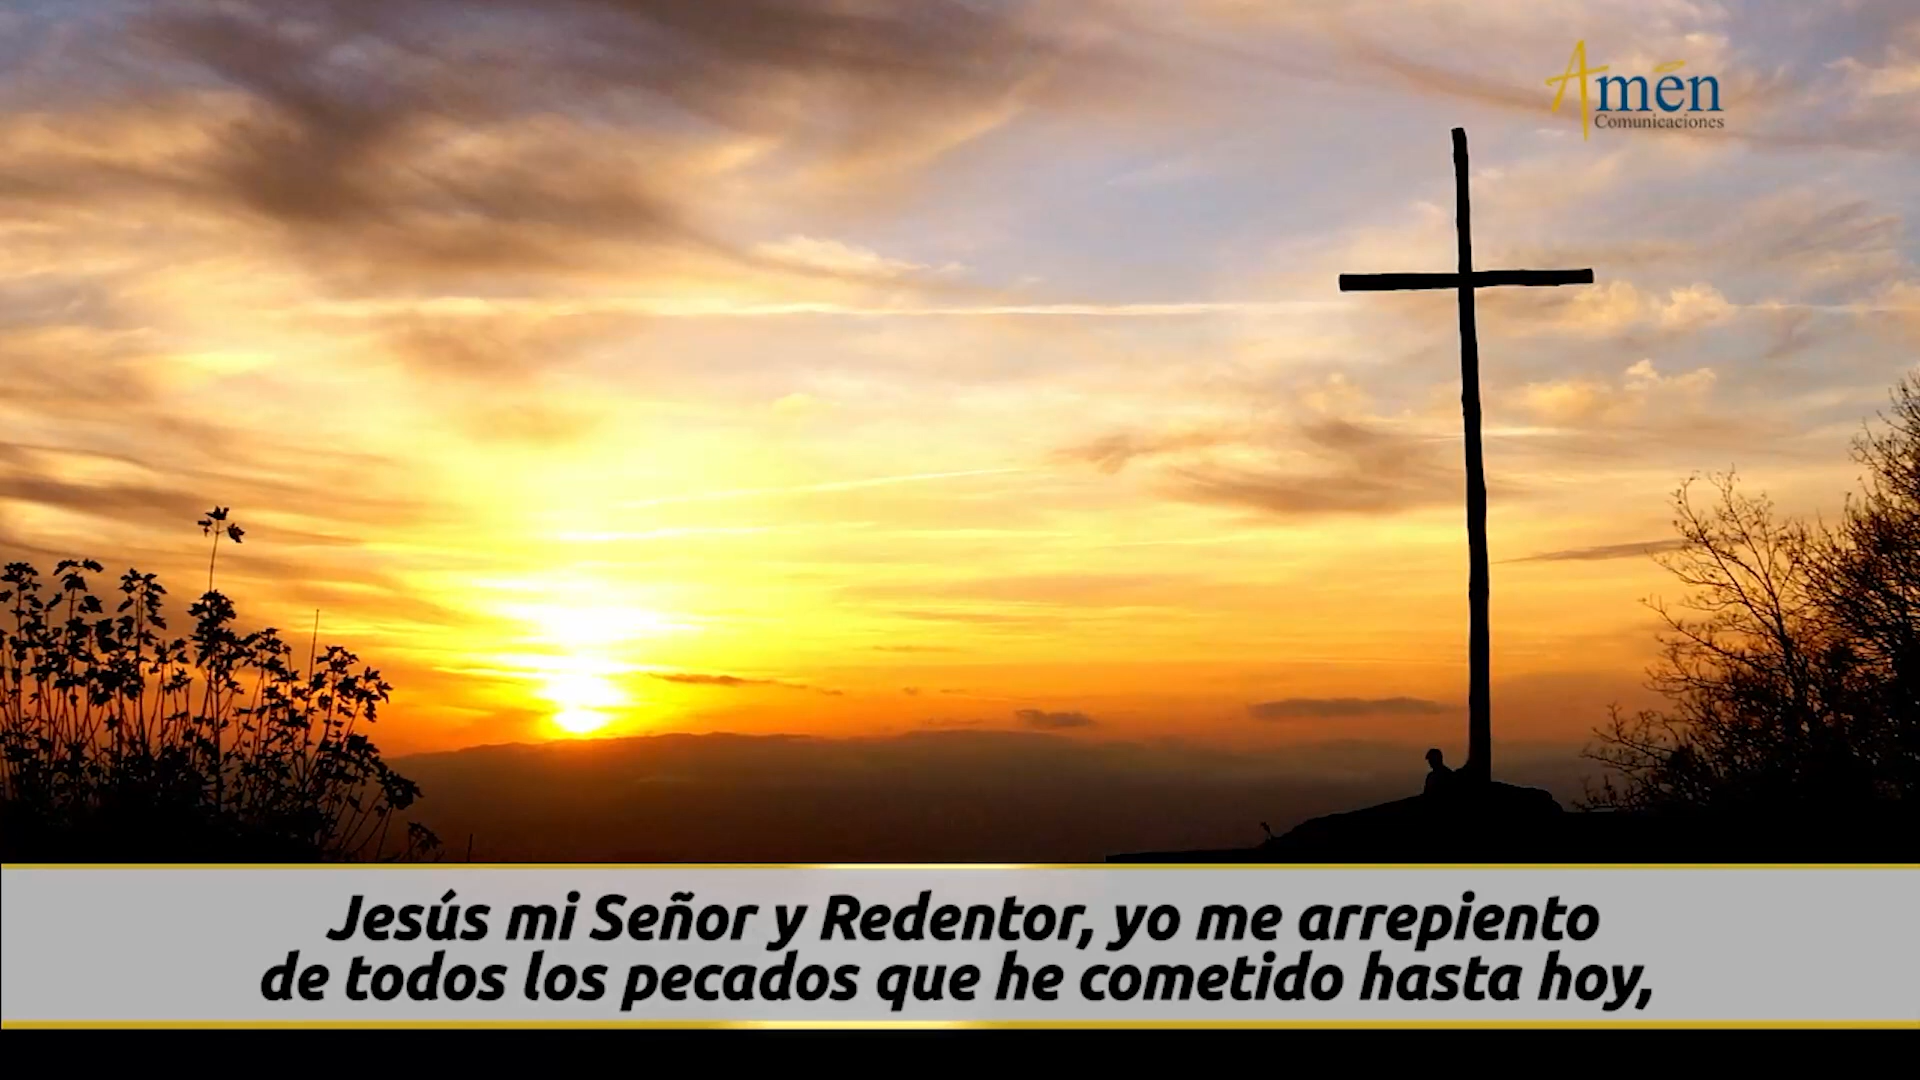 Amén
Comunicaciones
Jesús mi Señor y Redentor, yo me arrepiento
de todos los pecados que he cometido hasta hoy,